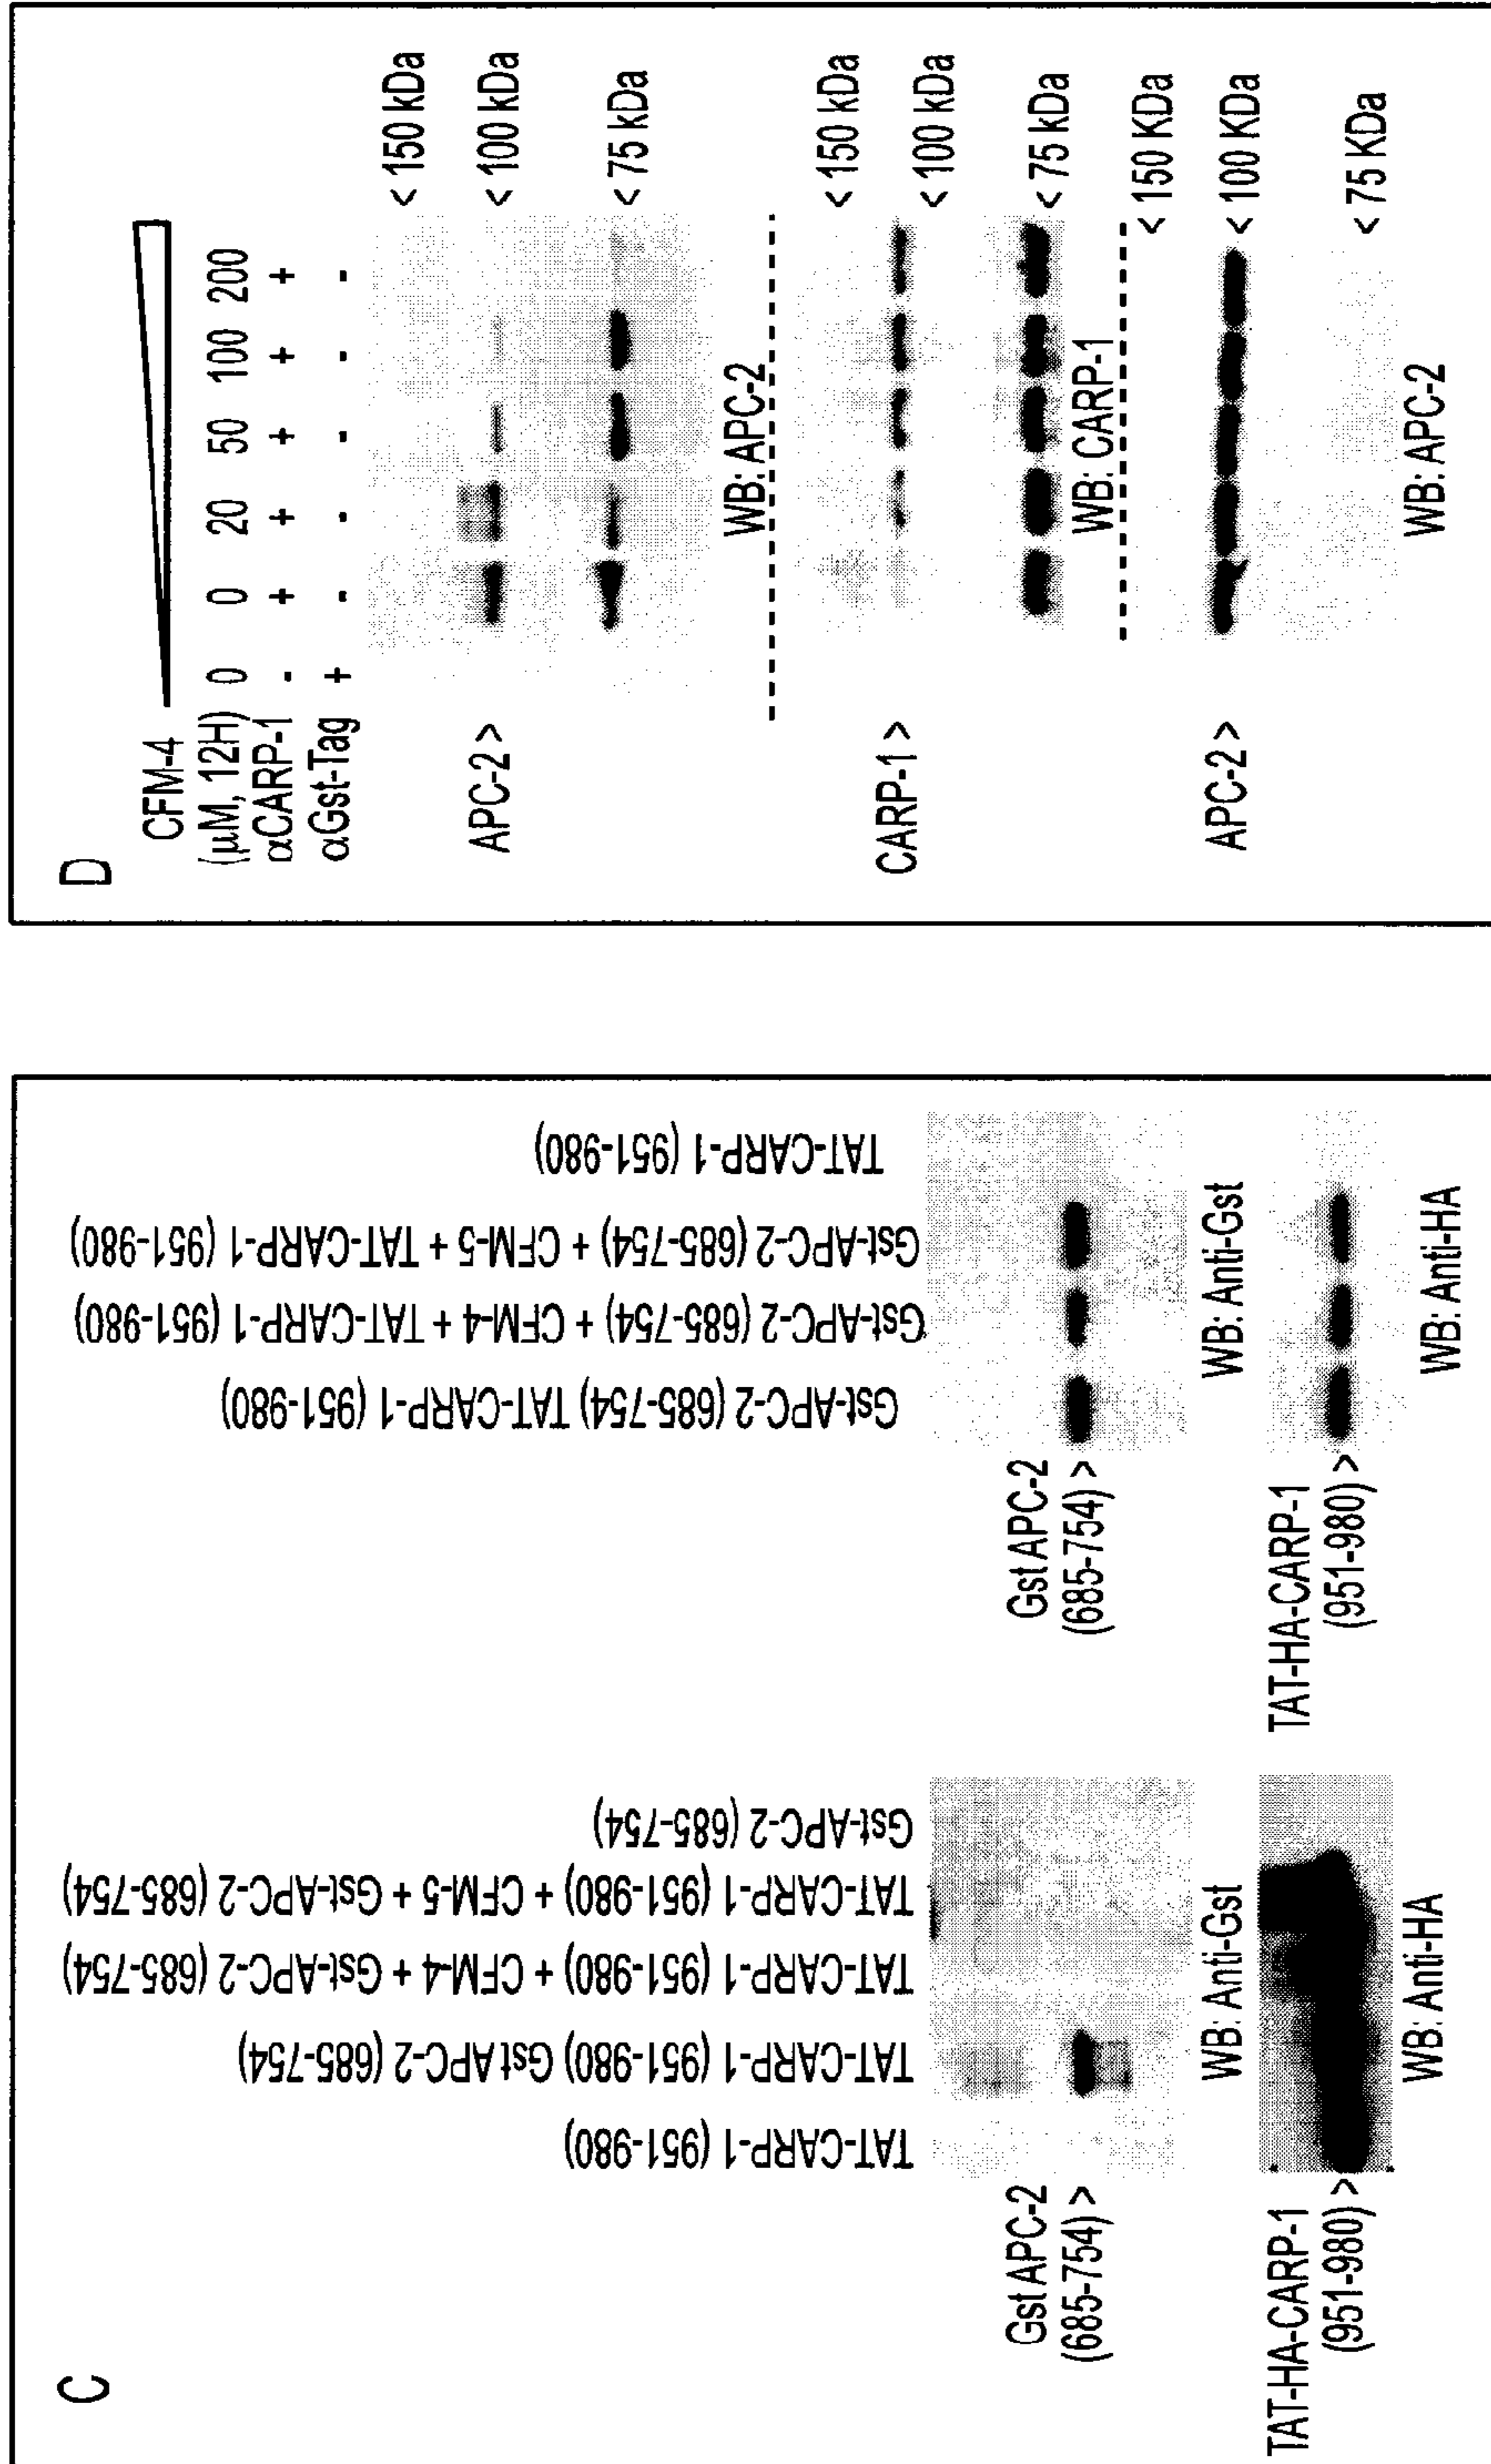 C
TAT-CARP-1 (951-980)
TAT-CARP-1 (951-980) Gst APC-2 (685-754)
TAT-CARP-1 (951-980) + CFM-4 + Gst-APC-2 (685-754)
TAT-CARP-1 (951-980) + CFM-5 + Gst-APC-2 (685-754)
Gst-APC-2 (685-754)
Gst APC-2
(685-754) >
WB: Anti-Gst
TAT-HA-CARP-1
(951-980) >
WB: Anti-HA
Gst-APC-2 (685-754) TAT-CARP-1 (951-980)
Gst-APC-2 (685-754) + CFM-4 + TAT-CARP-1 (951-980)
Gst-APC-2 (685-754) + CFM-5 + TAT-CARP-1 (951-980)
TAT-CARP-1 (951-980)
Gst APC-2
(685-754) >
WB: Anti-Gst
TAT-HA-CARP-1
(951-980) >
WB: Anti-HA
D
CFM-4
(μM, 12H) 0 0 20 50 100 200
αCARP-1 - + + + + +
αGst-Tag + - - - - -
< 150 kDa
APC-2 > < 100 kDa
< 75 kDa
WB: APC-2
< 150 kDa
CARP-1 >
< 100 kDa
< 75 kDa
WB: CARP-1
< 150 KDa
APC-2 > < 100 KDa
< 75 KDa
WB: APC-2